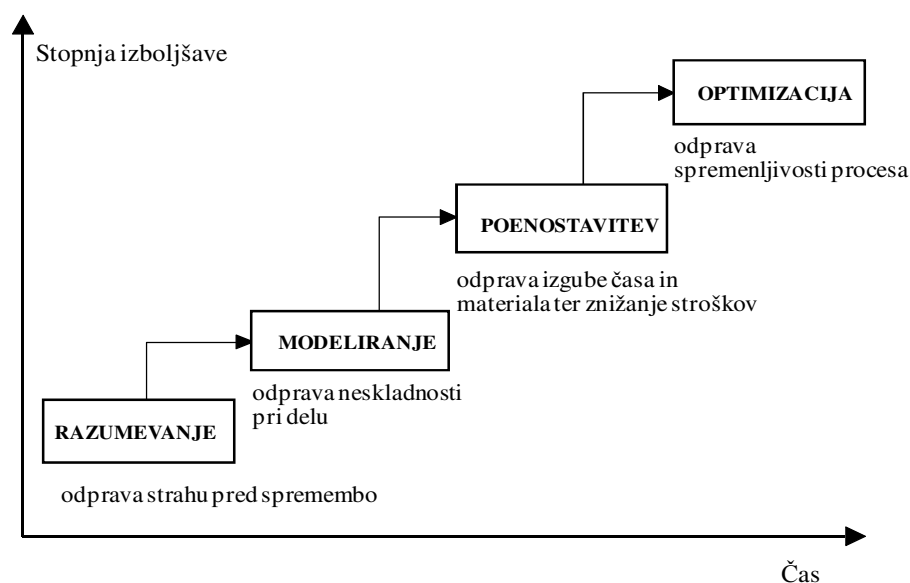 Stopnja izboljšave
OPTIMIZACIJA
odprava
spremenljivosti procesa
POENOSTAVITEV
odprava izgube časa in
materiala ter znižanje stroškov
MODELIRANJE
odprava neskladnosti
pri delu
RAZUMEVANJE
odprava strahu pred spremembo
Čas